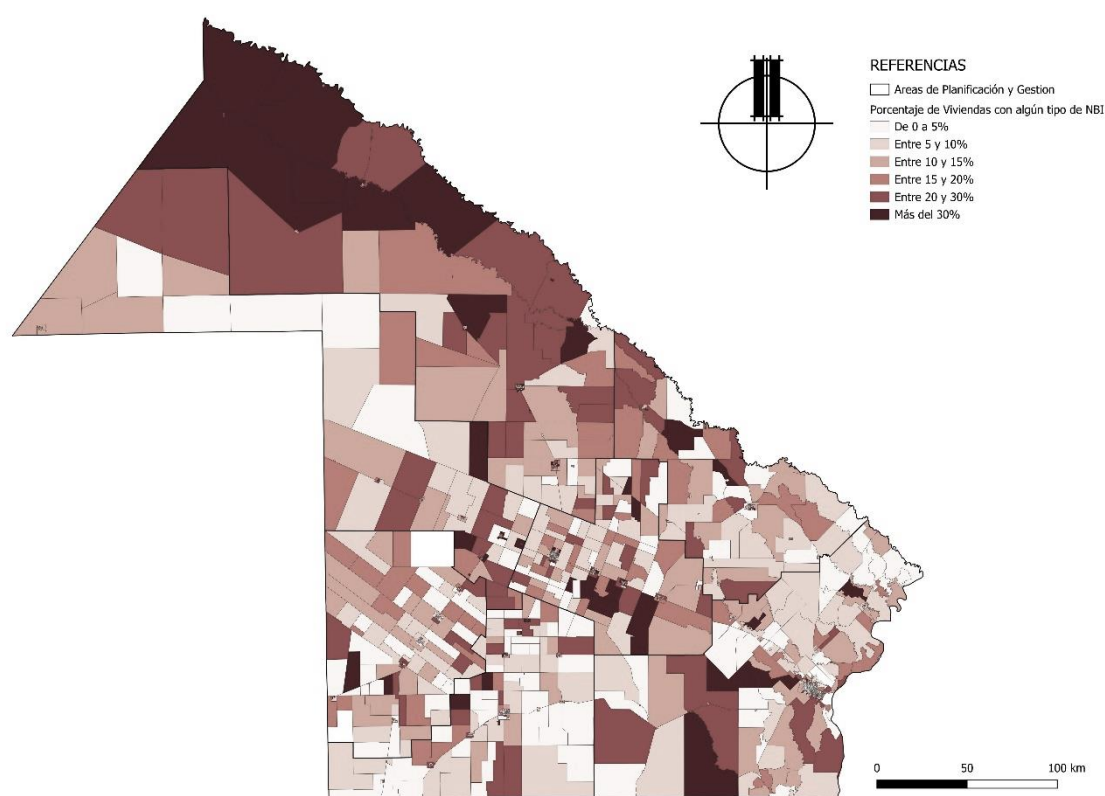 REFERENCIAS
Areas de Planificación y Gestion
Porcentaje de Viviendas con algún tipo de NBI
De 0 a 5%
Entre 5 y 10%
Entre 10 y 15%
Entre 15 y 20%
Entre 20 y 30%
Más del 30%
0 50 100 km